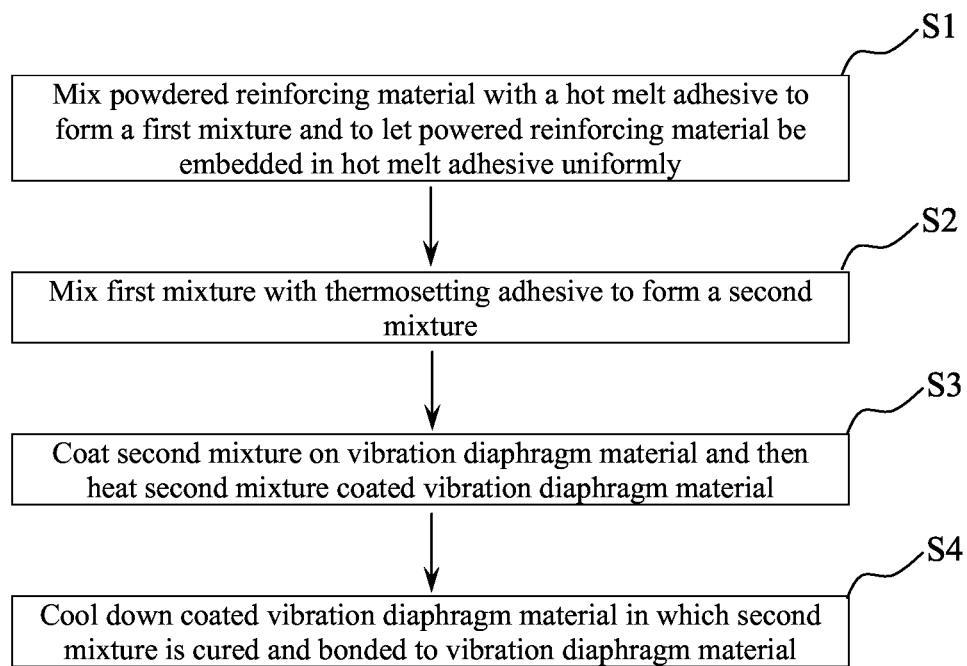 S1
Mix powdered reinforcing material with a hot melt adhesive to
form a first mixture and to let powered reinforcing material be
embedded in hot melt adhesive uniformly
S2
Mix first mixture with thermosetting adhesive to form a second
mixture
S3
Coat second mixture on vibration diaphragm material and then
heat second mixture coated vibration diaphragm material
S4
Cool down coated vibration diaphragm material in which second
mixture is cured and bonded to vibration diaphragm material